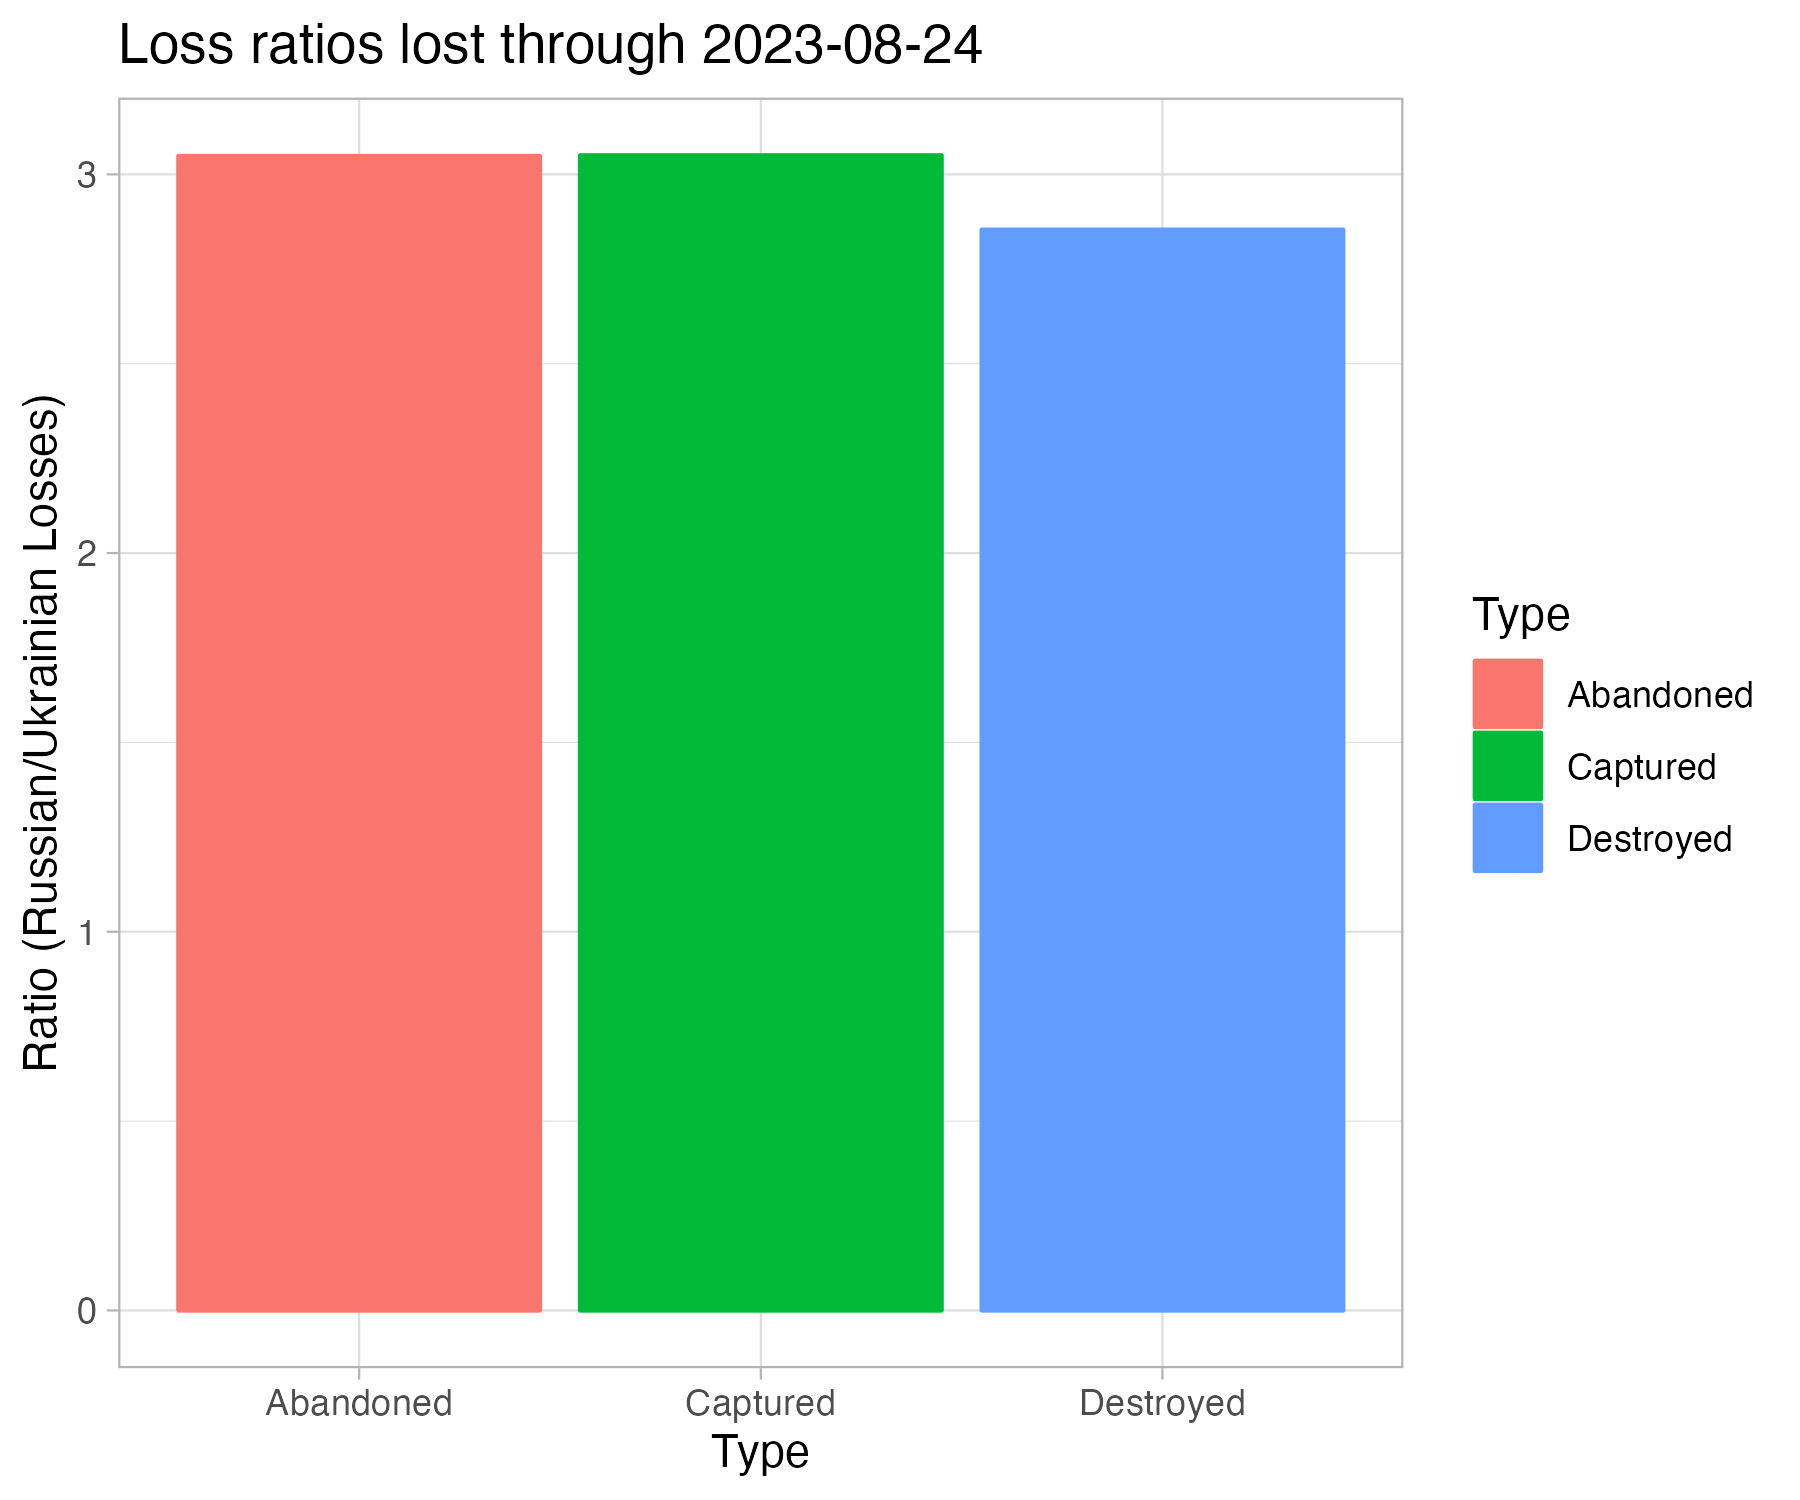 Loss ratios lost through 2023-08-24
Ratio (Russian/Ukrainian Losses)
3
2
1
0
Abandoned
Captured
Destroyed
Type
Type
Abandoned
Captured
Destroyed